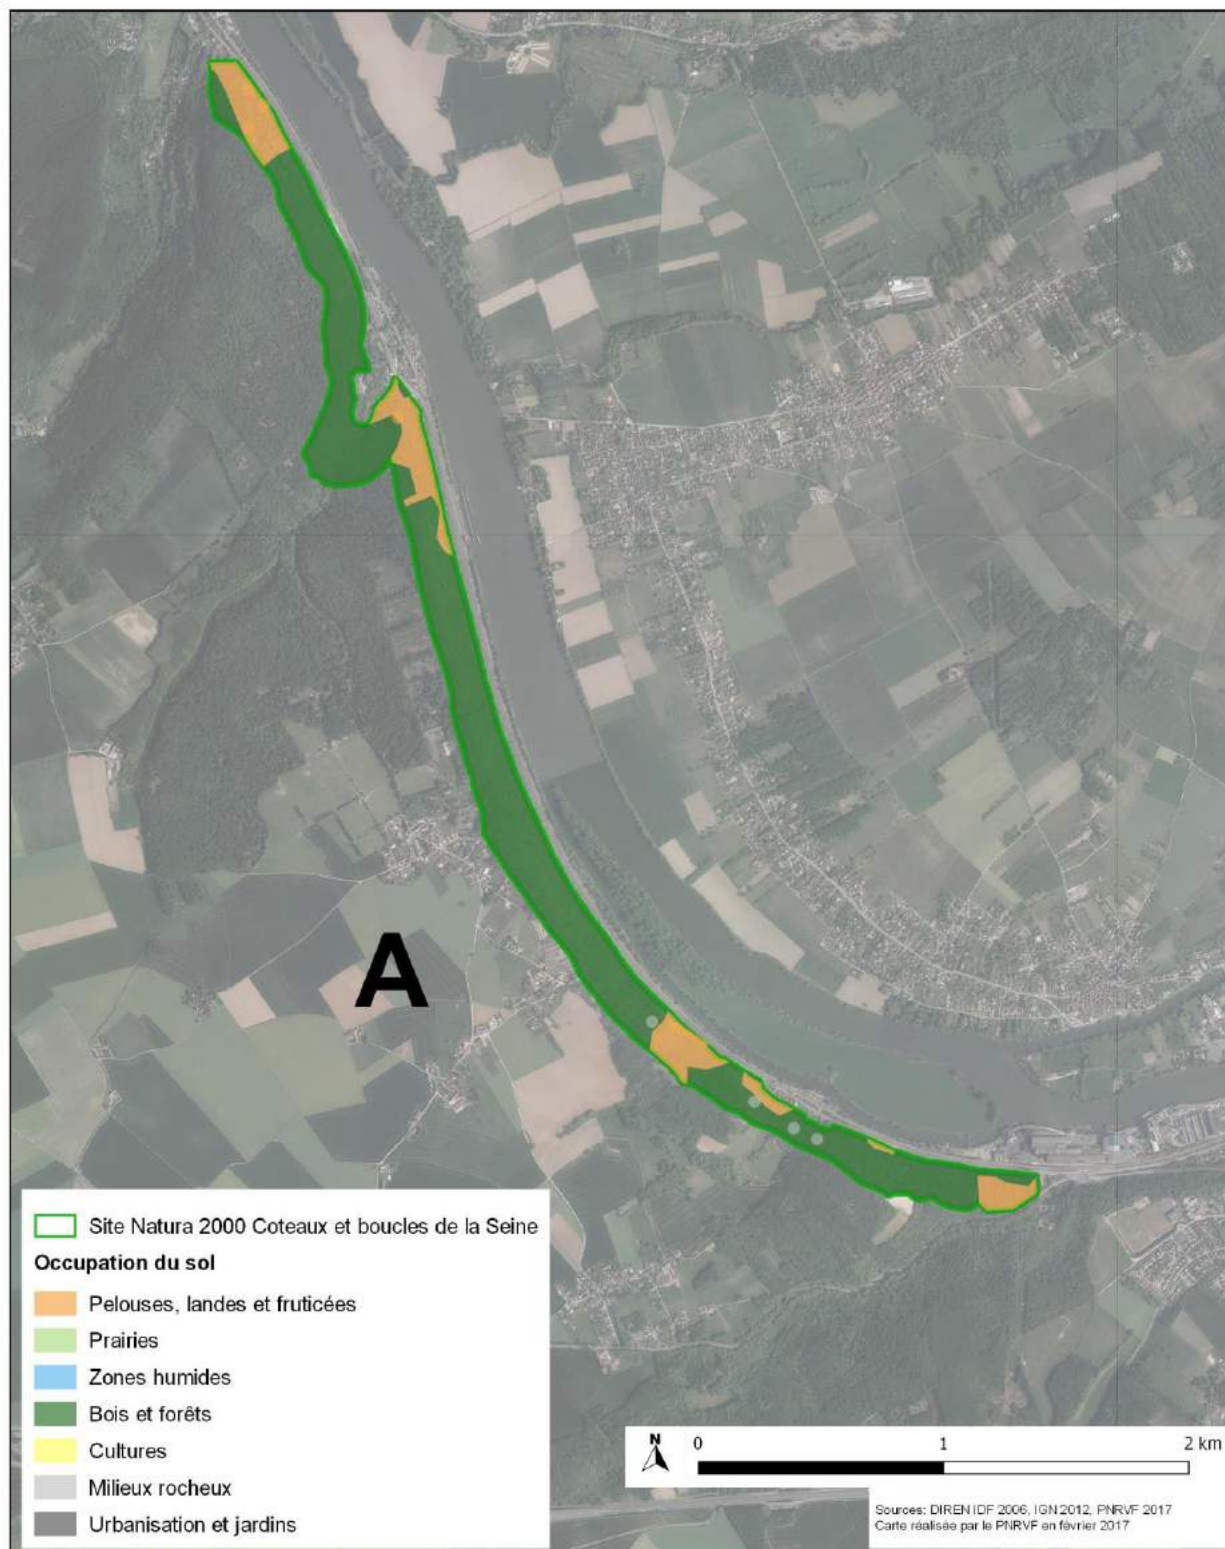 A
Site Natura 2000 Coteaux et boucles de la Seine
Occupation du sol
Pelouses, landes et fruticées
Prairies
Zones humides
Bois et forêts
Cultures
Milieux rocheux
Urbanisation et jardins
N
0 1 2 km
Sources: DIREN IDF 2006, IGN 2012, PNRVF 2017
Carte réalisée par le PNRVF en février 2017